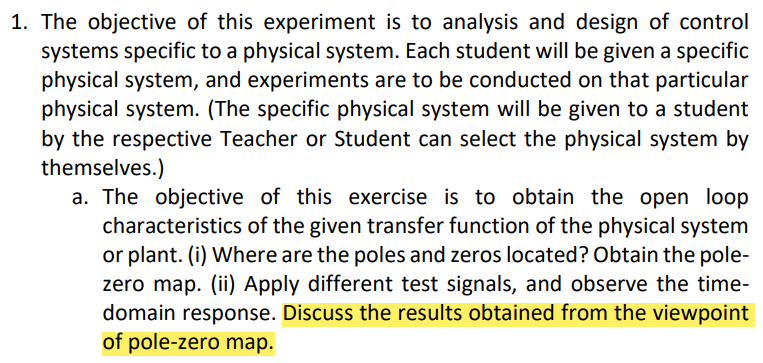 1. The objective of this experiment is to analysis and design of control
systems specific to a physical system. Each student will be given a specific
physical system, and experiments are to be conducted on that particular
physical system. (The specific physical system will be given to a student
by the respective Teacher or Student can select the physical system by
themselves.)
a. The objective of this exercise is to obtain the open loop
characteristics of the given transfer function of the physical system
or plant. (i) Where are the poles and zeros located? Obtain the pole-
zero map. (ii) Apply different test signals, and observe the time-
domain response. Discuss the results obtained from the viewpoint
of pole-zero map.